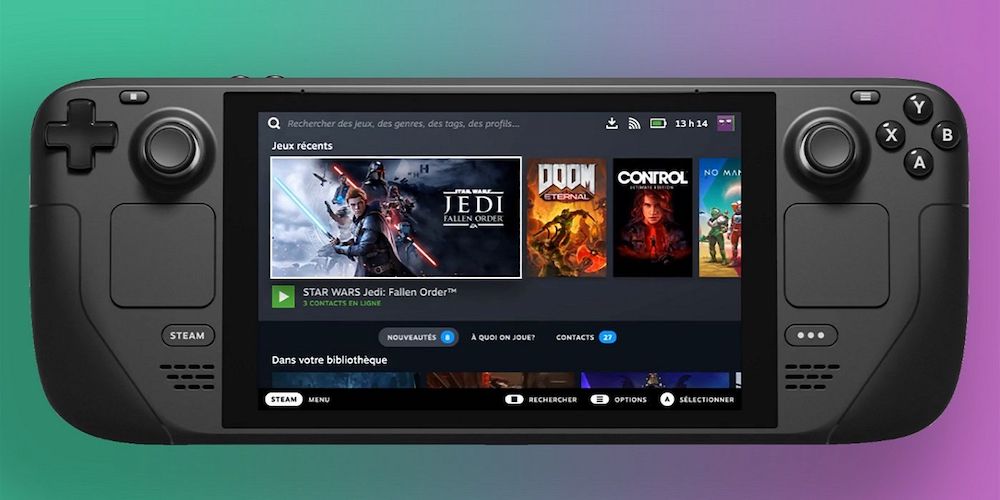 Rechercher des jeux, des genres, des tags, des profils...
13 h 14
Jeux récents
STAR WARS
JEDI
FALLEN ORDER
EA
DOOM
ETERNAL
CONTROL
ULTIMATE EDITION
NO MAN
STAR WARS Jedi: Fallen Order™
3 CONTACTS EN LIGNE
NOUVEAUTÉS 8 À QUOI ON JOUE? CONTACTS 27
Dans votre bibliothèque
STEAM MENU RECHERCHER OPTIONS A SÉLECTIONNER
STEAM
Y
X B
A